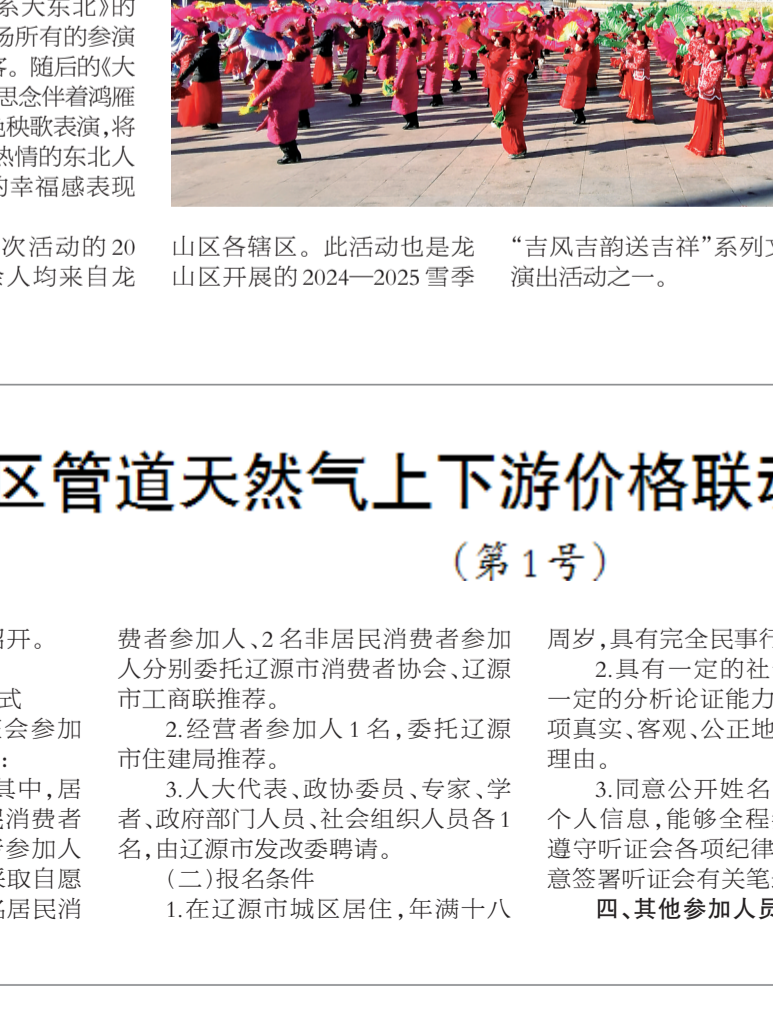 系大东北》的
场所有的参演
客。随后的《大
思念伴着鸿雁
色秧歌表演,将
热情的东北人
的幸福感表现
次活动的20
余人均来自龙
山区各辖区。此活动也是龙
山区开展的2024—2025雪季
“吉风吉韵送吉祥”系列文
演出活动之一。
区管道天然气上下游价格联动
(第1号)
召开。
式
会参加
:
其中,居
民消费者
参加人
采取自愿
名居民消
费者参加人、2名非居民消费者参加
人分别委托辽源市消费者协会、辽源
市工商联推荐。
2.经营者参加人1名,委托辽源
市住建局推荐。
3.人大代表、政协委员、专家、学
者、政府部门人员、社会组织人员各1
名,由辽源市发改委聘请。
(二)报名条件
1.在辽源市城区居住,年满十八
周岁,具有完全民事行
2.具有一定的社
一定的分析论证能力
项真实、客观、公正地
理由。
3.同意公开姓名
个人信息,能够全程
遵守听证会各项纪律
意签署听证会有关笔
四、其他参加人员